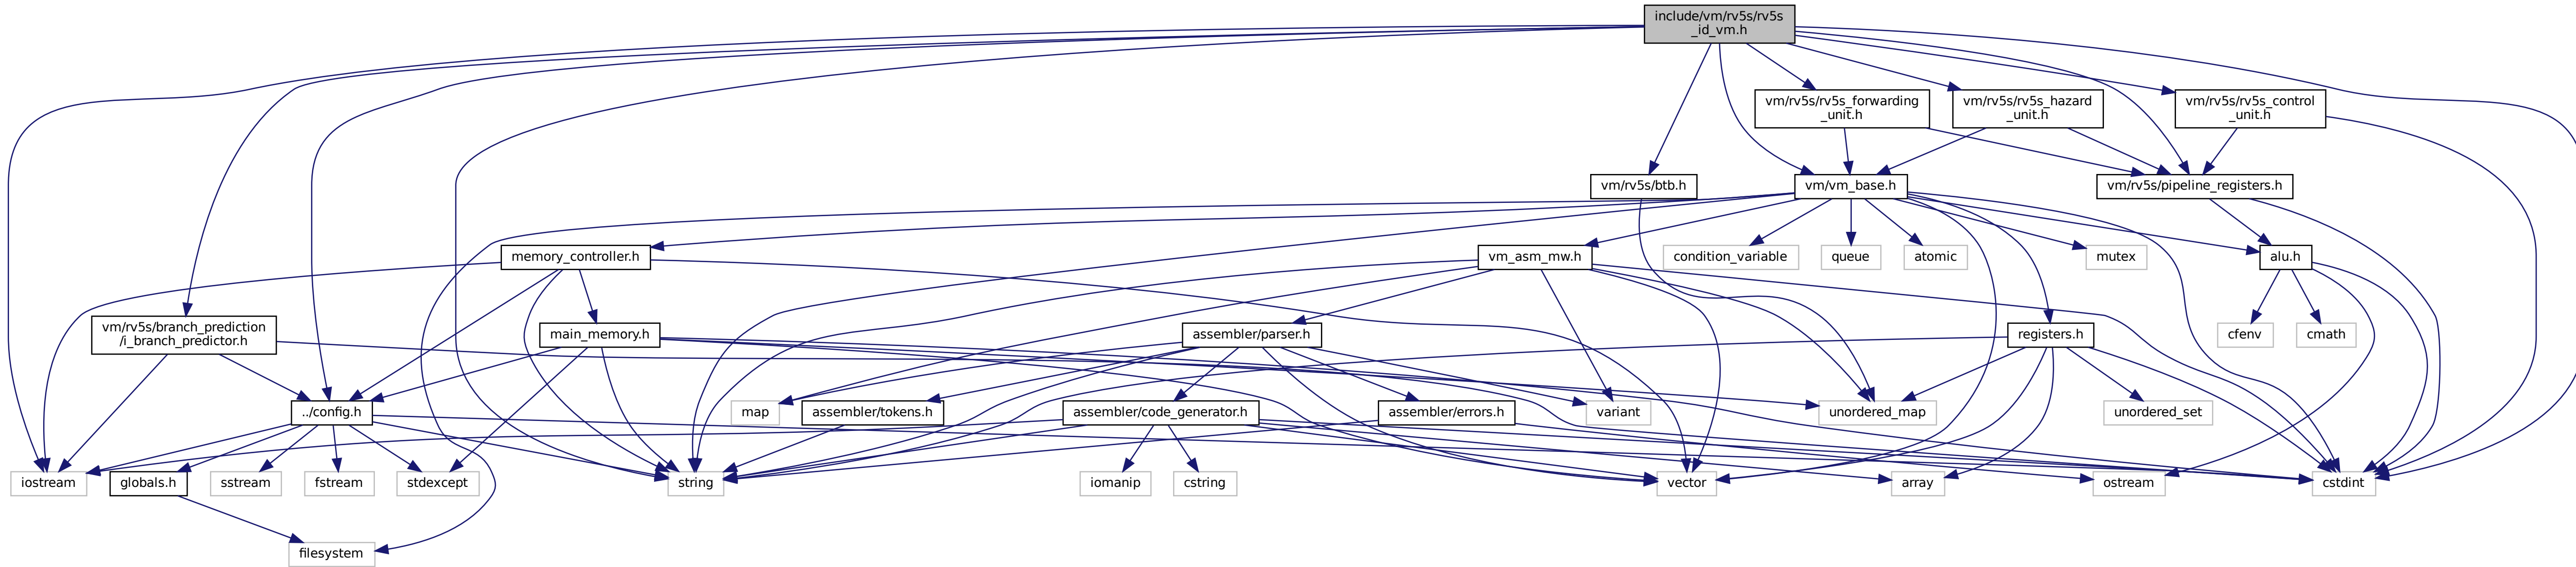 include/vm/rv5s/rv5s
_id_vm.h
vm/rv5s/rv5s_forwarding
_unit.h
vm/rv5s/rv5s_hazard
_unit.h
vm/rv5s/rv5s_control
_unit.h
vm/rv5s/btb.h
vm/vm_base.h
vm/rv5s/pipeline_registers.h
memory_controller.h
vm_asm_mw.h
condition_variable
queue
atomic
mutex
alu.h
vm/rv5s/branch_prediction
/i_branch_predictor.h
main_memory.h
assembler/parser.h
registers.h
cfenv
cmath
../config.h
map
assembler/tokens.h
assembler/code_generator.h
assembler/errors.h
variant
unordered_map
unordered_set
iostream
globals.h
sstream
fstream
stdexcept
string
iomanip
cstring
vector
array
ostream
cstdint
filesystem